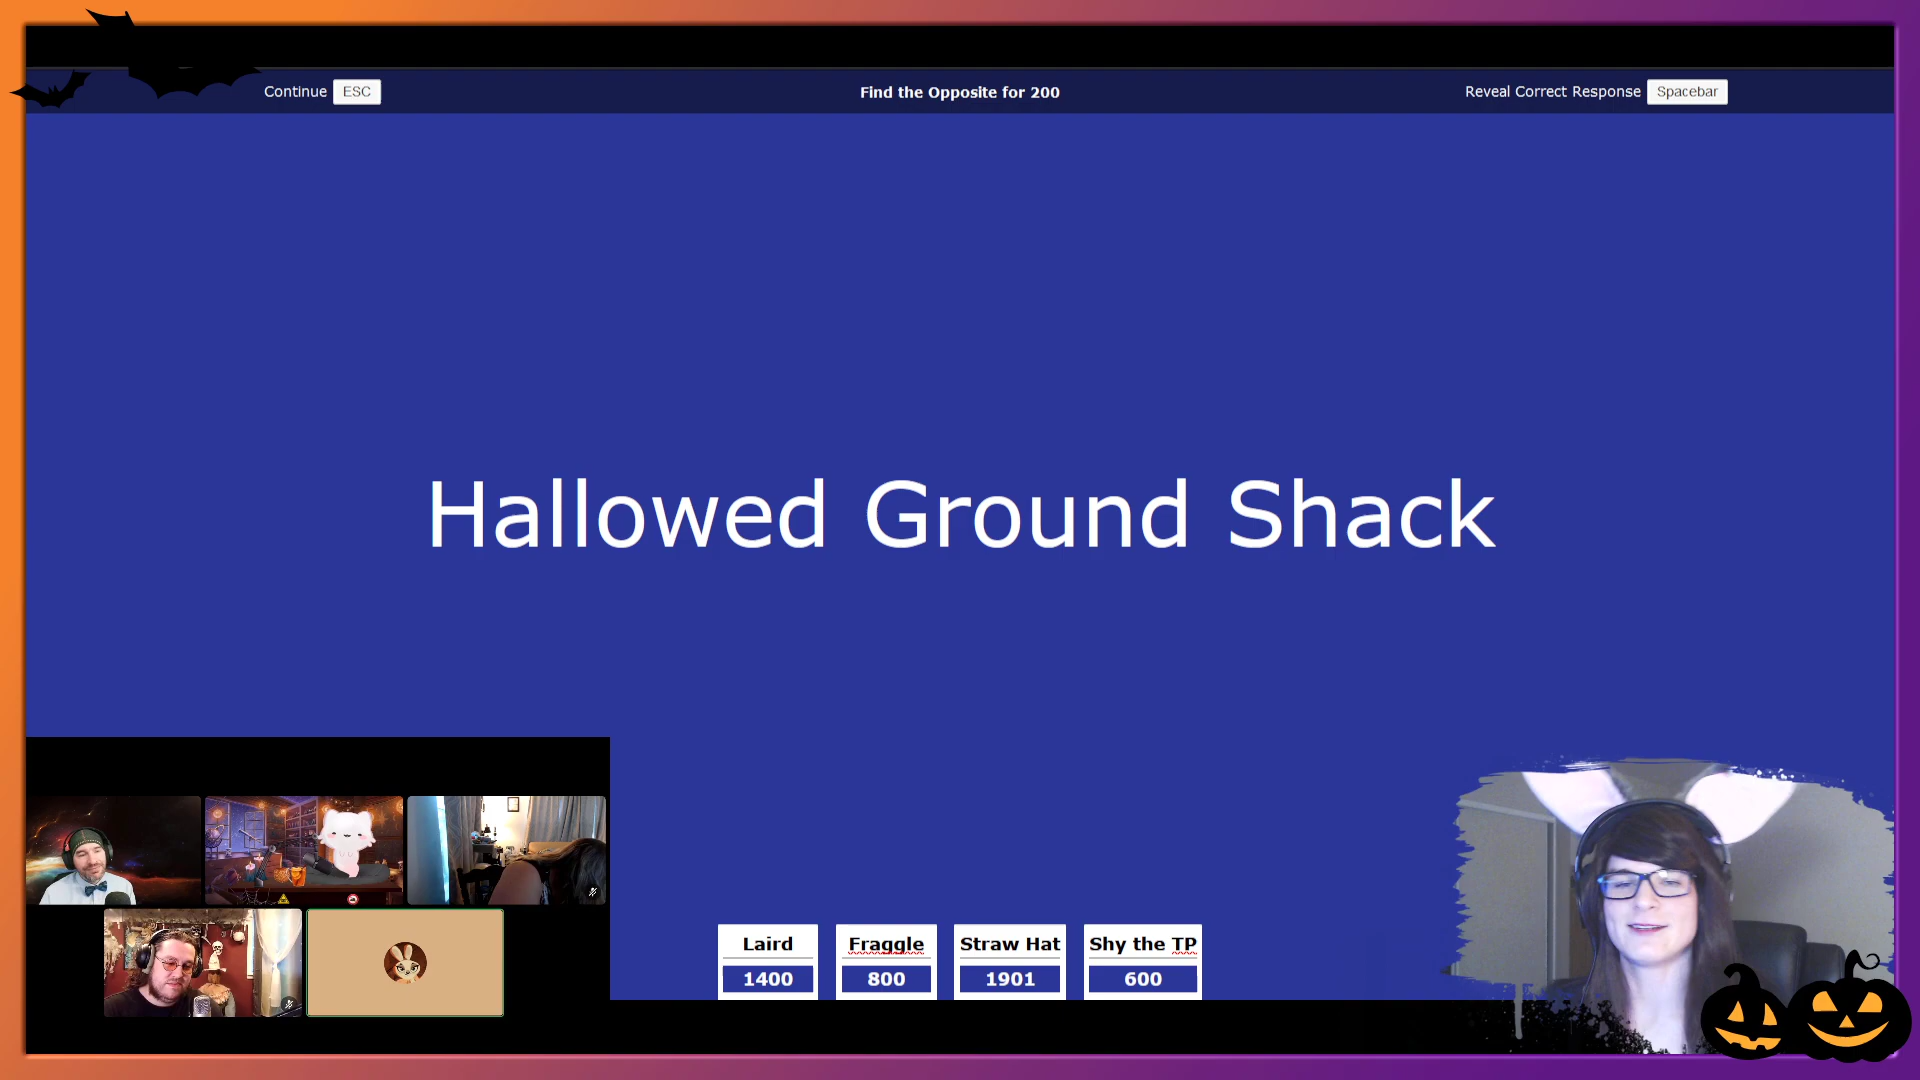 Continue ESC
Find the Opposite for 200
Reveal Correct Response Spacebar
Hallowed Ground Shack
Laird
1400
Fraggle
800
Straw Hat
1901
Shy the TP
600